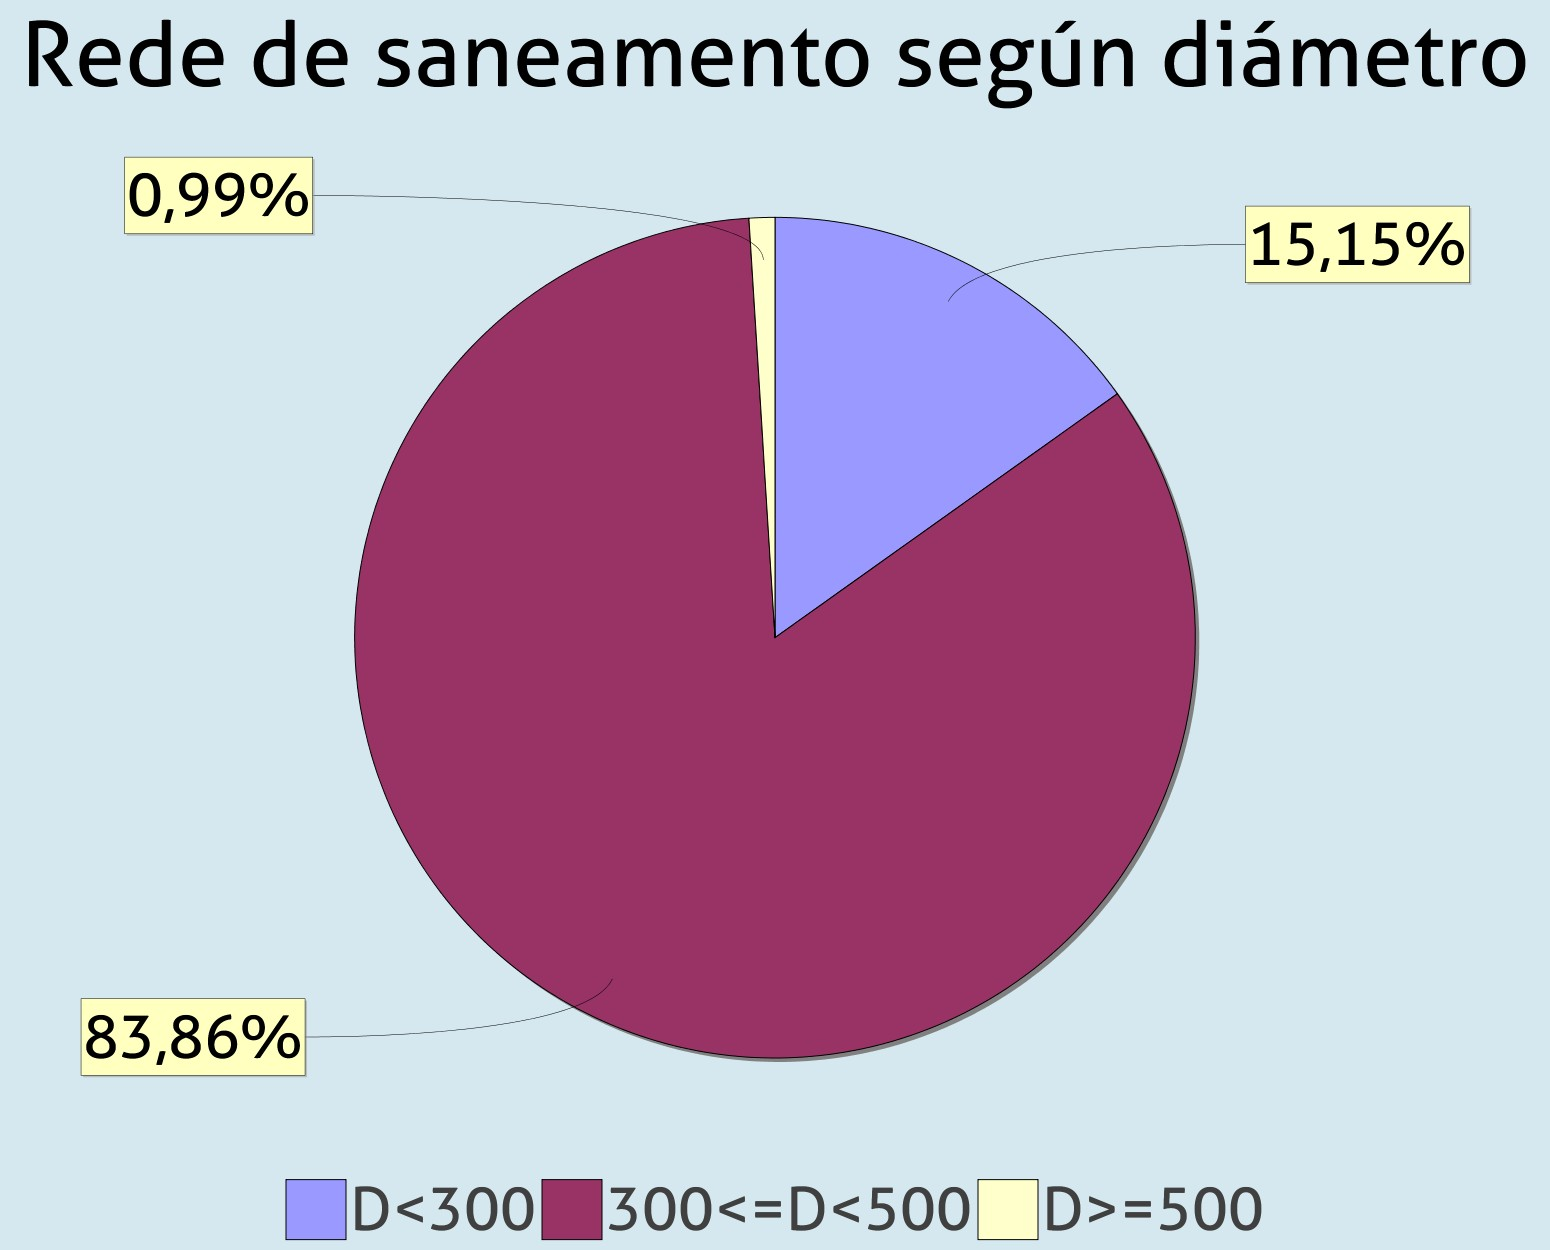 Rede de saneamento según diámetro
0,99%
15,15%
83,86%
D<300 300<=D<500 D>=500